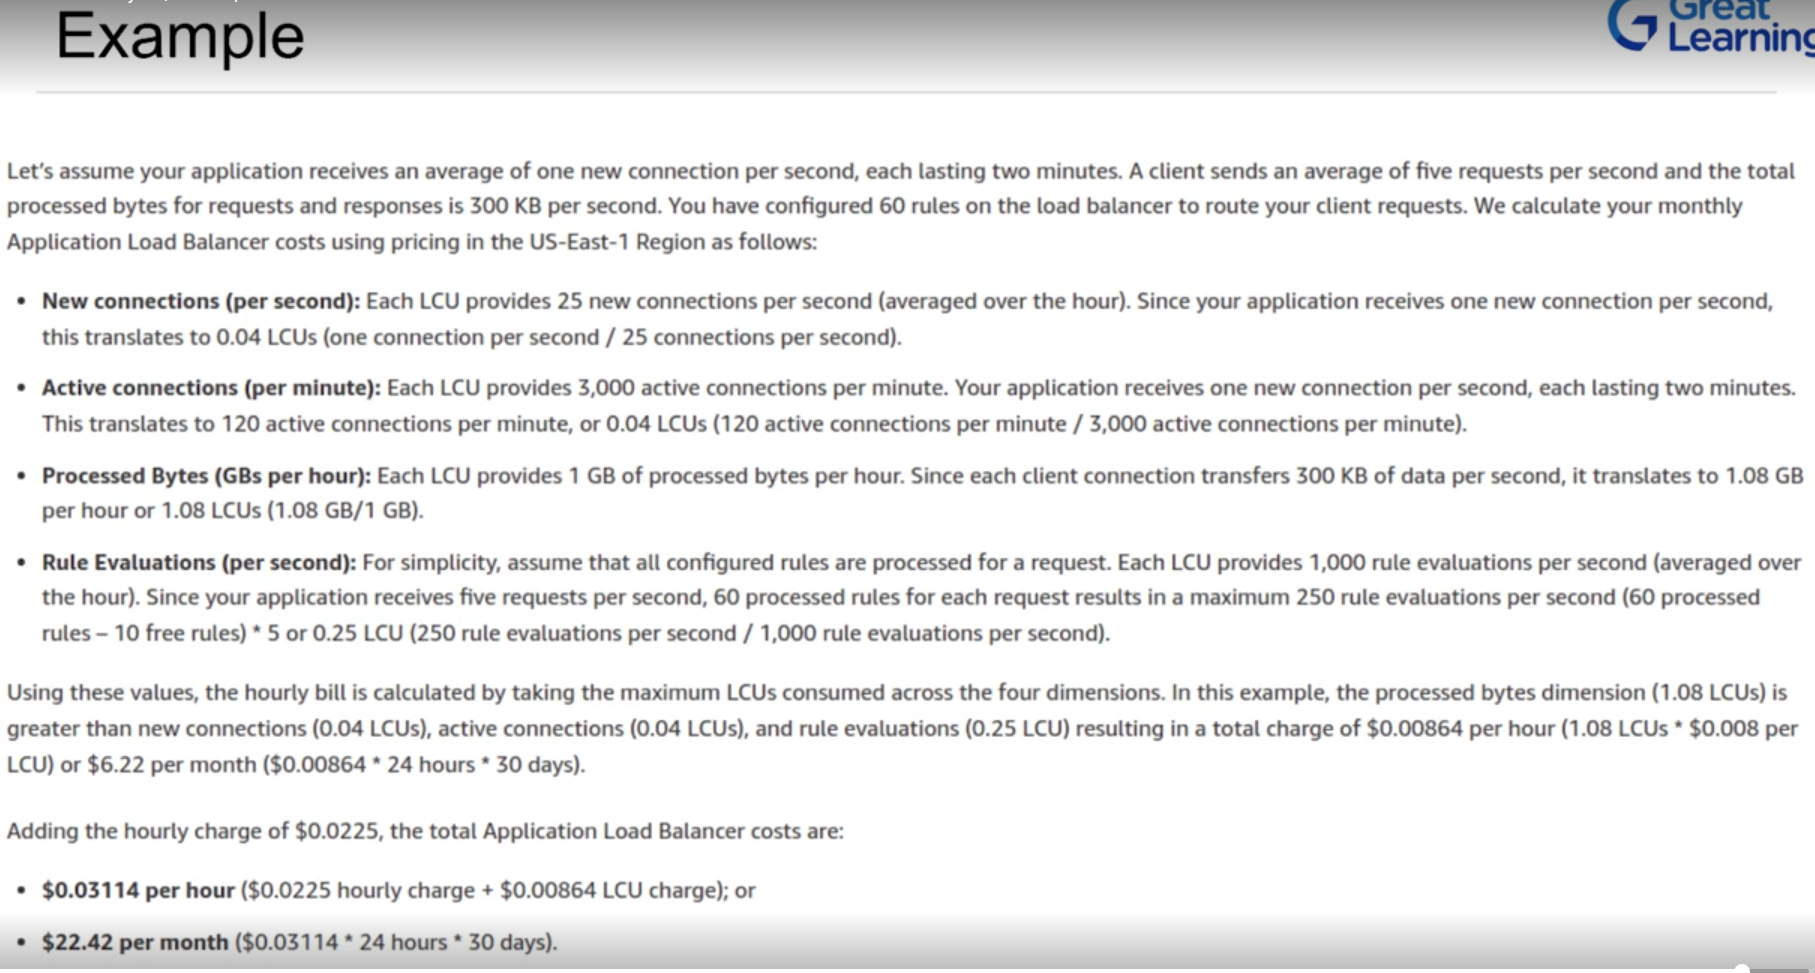 Example
Great
Learning
Let's assume your application receives an average of one new connection per second, each lasting two minutes. A client sends an average of five requests per second and the total
processed bytes for requests and responses is 300 KB per second. You have configured 60 rules on the load balancer to route your client requests. We calculate your monthly
Application Load Balancer costs using pricing in the US-East-1 Region as follows:
• New connections (per second): Each LCU provides 25 new connections per second (averaged over the hour). Since your application receives one new connection per second,
this translates to 0.04 LCUs (one connection per second / 25 connections per second).
• Active connections (per minute): Each LCU provides 3,000 active connections per minute. Your application receives one new connection per second, each lasting two minutes.
This translates to 120 active connections per minute, or 0.04 LCUs (120 active connections per minute / 3,000 active connections per minute).
• Processed Bytes (GBs per hour): Each LCU provides 1 GB of processed bytes per hour. Since each client connection transfers 300 KB of data per second, it translates to 1.08 GB
per hour or 1.08 LCUs (1.08 GB/1 GB).
• Rule Evaluations (per second): For simplicity, assume that all configured rules are processed for a request. Each LCU provides 1,000 rule evaluations per second (averaged over
the hour). Since your application receives five requests per second, 60 processed rules for each request results in a maximum 250 rule evaluations per second (60 processed
rules – 10 free rules) * 5 or 0.25 LCU (250 rule evaluations per second / 1,000 rule evaluations per second).
Using these values, the hourly bill is calculated by taking the maximum LCUs consumed across the four dimensions. In this example, the processed bytes dimension (1.08 LCUs) is
greater than new connections (0.04 LCUs), active connections (0.04 LCUs), and rule evaluations (0.25 LCU) resulting in a total charge of $0.00864 per hour (1.08 LCUs * $0.008 per
LCU) or $6.22 per month ($0.00864 * 24 hours * 30 days).
Adding the hourly charge of $0.0225, the total Application Load Balancer costs are:
• $0.03114 per hour ($0.0225 hourly charge + $0.00864 LCU charge); or
• $22.42 per month ($0.03114 * 24 hours * 30 days).